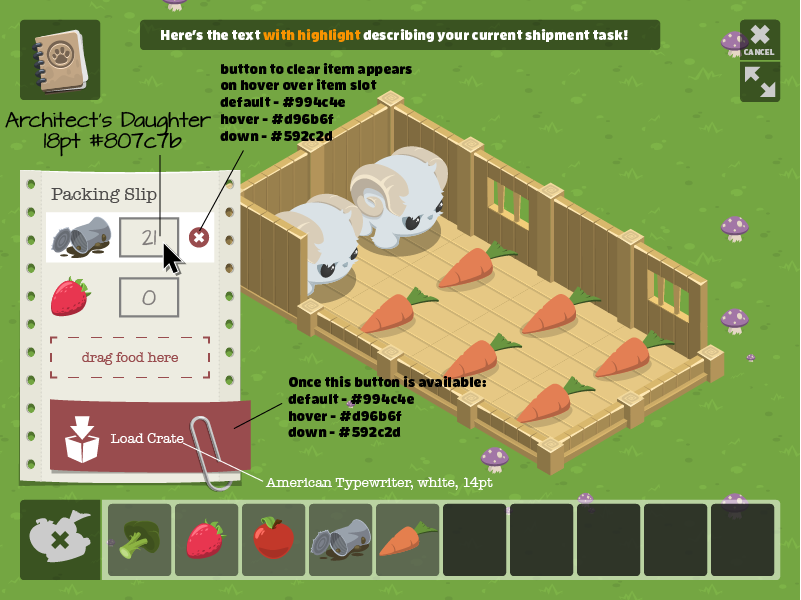 Here's the text with highlight describing your current shipment task!
CANCEL
button to clear item appears
on hover over item slot
default - #994c4e
hover - #d96b6f
down - #592c2d
Architect's Daughter
18pt #807c7b
Packing Slip
21
0
drag food here
Once this button is available:
default - #994c4e
hover - #d96b6f
down - #592c2d
Load Crate
American Typewriter, white, 14pt